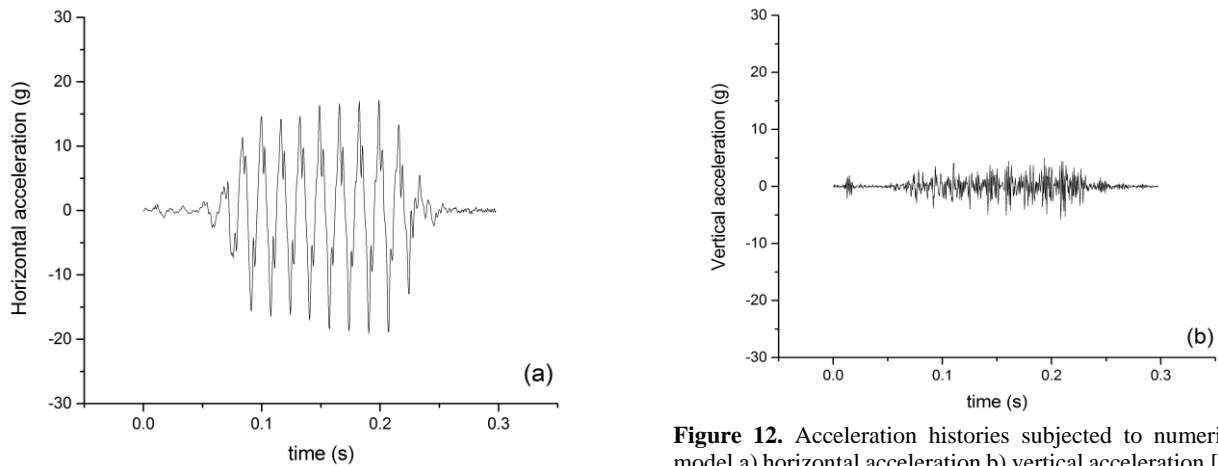 30
20
10
0
-10
-20
-30
Horizontal acceleration (g)
0.0 0.1 0.2 0.3
time (s)
(a)
30
20
10
0
-10
-20
-30
Vertical acceleration (g)
0.0 0.1 0.2 0.3
time (s)
(b)
Figure 12. Acceleration histories subjected to numeri
model a) horizontal acceleration b) vertical acceleration [